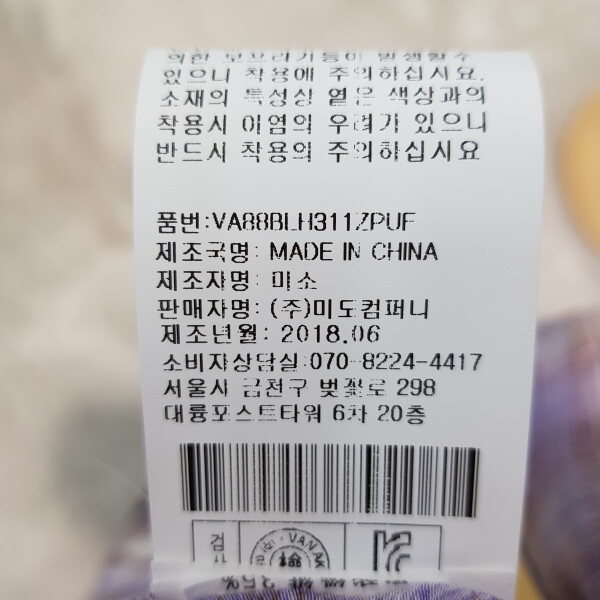 있으니 착용에 주의하십시요.
소재의 특성상 옅은 색상과의
착용시 이염의 우려가 있으니
반드시 착용의 주의하십시요
품번:VA88BLH311ZPUF
제조국명: MADE IN CHINA
제조자명: 미소
판매자명: (주)미도컴퍼니
제조년월: 2018.06
소비자상담실:070-8224-4417
서울시 금천구 벚꽃로 298
대륭포스트타워 6차 20층
검
VAN